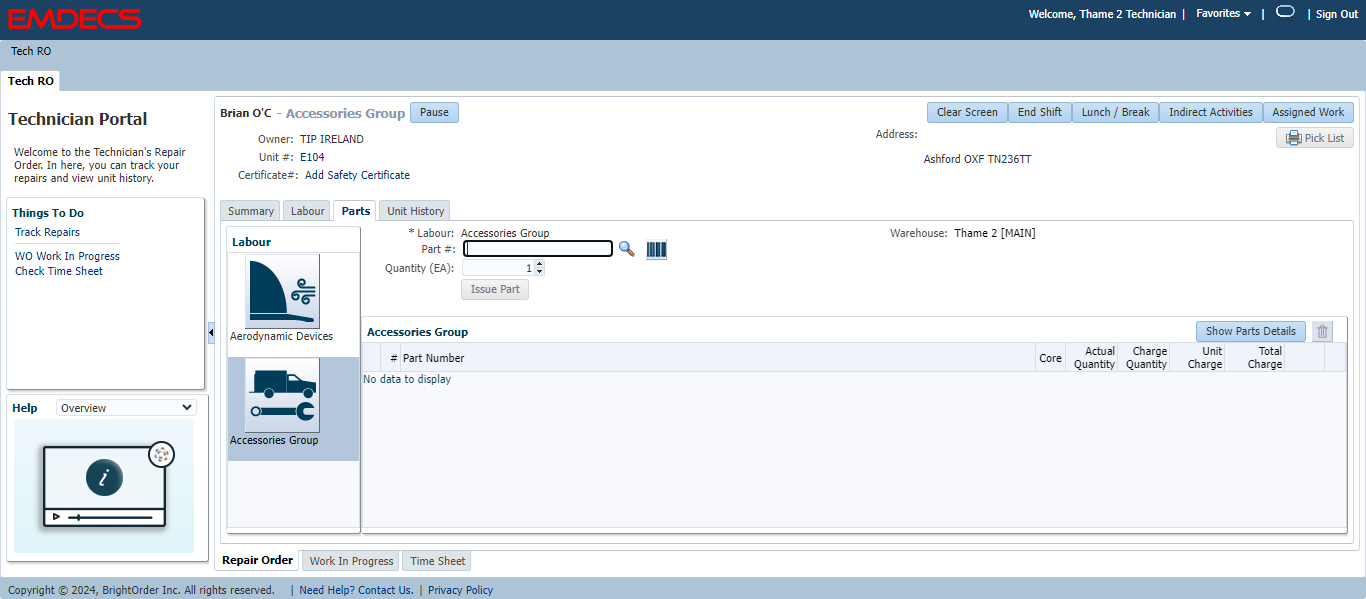 EMDECS
Welcome, Thame 2 Technician | Favorites | | Sign Out
Tech RO
Tech RO
Technician Portal
Welcome to the Technician's Repair
Order. In here, you can track your
repairs and view unit history.
Things To Do
Track Repairs
WO Work In Progress
Check Time Sheet
Help Overview
i
Brian O'C - Accessories Group Pause
Clear Screen End Shift Lunch / Break Indirect Activities Assigned Work
Owner: TIP IRELAND
Unit #: E104
Certificate#: Add Safety Certificate
Address:
Pick List
Ashford OXF TN236TT
Summary Labour Parts Unit History
Labour
Aerodynamic Devices
Accessories Group
* Labour: Accessories Group
Warehouse: Thame 2 [MAIN]
Part #:
Quantity (EA): 1
Issue Part
Accessories Group Show Parts Details
# Part Number Core Actual Quantity Charge Quantity Unit Charge Total Charge
No data to display
Repair Order Work In Progress Time Sheet
Copyright © 2024, BrightOrder Inc. All rights reserved. | Need Help? Contact Us. | Privacy Policy